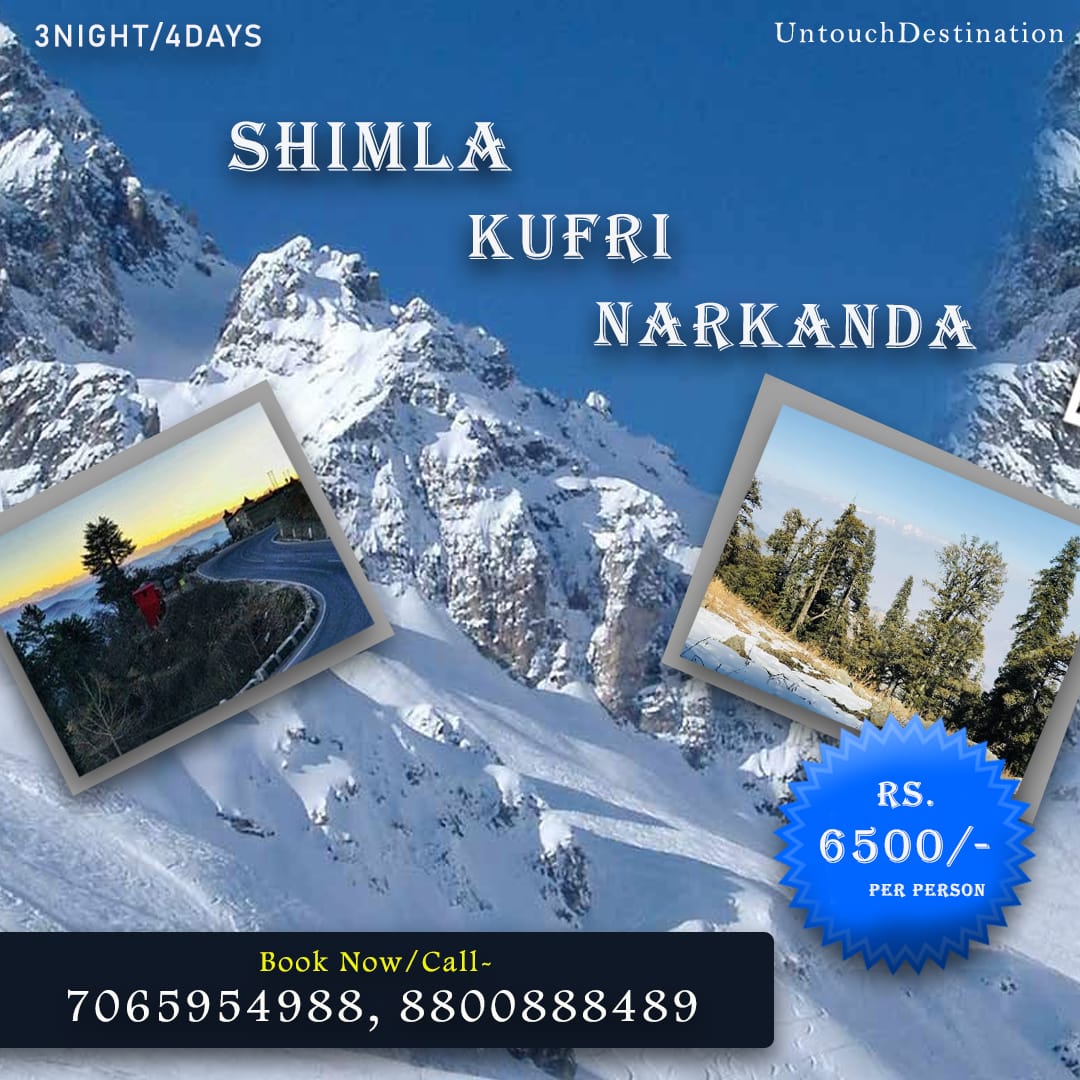 3NIGHT/4DAYS
UntouchDestination
SHIMLA
KUFRI
NARKANDA
RS.
6500/-
PER PERSON
Book Now/Call-
7065954988, 8800888489